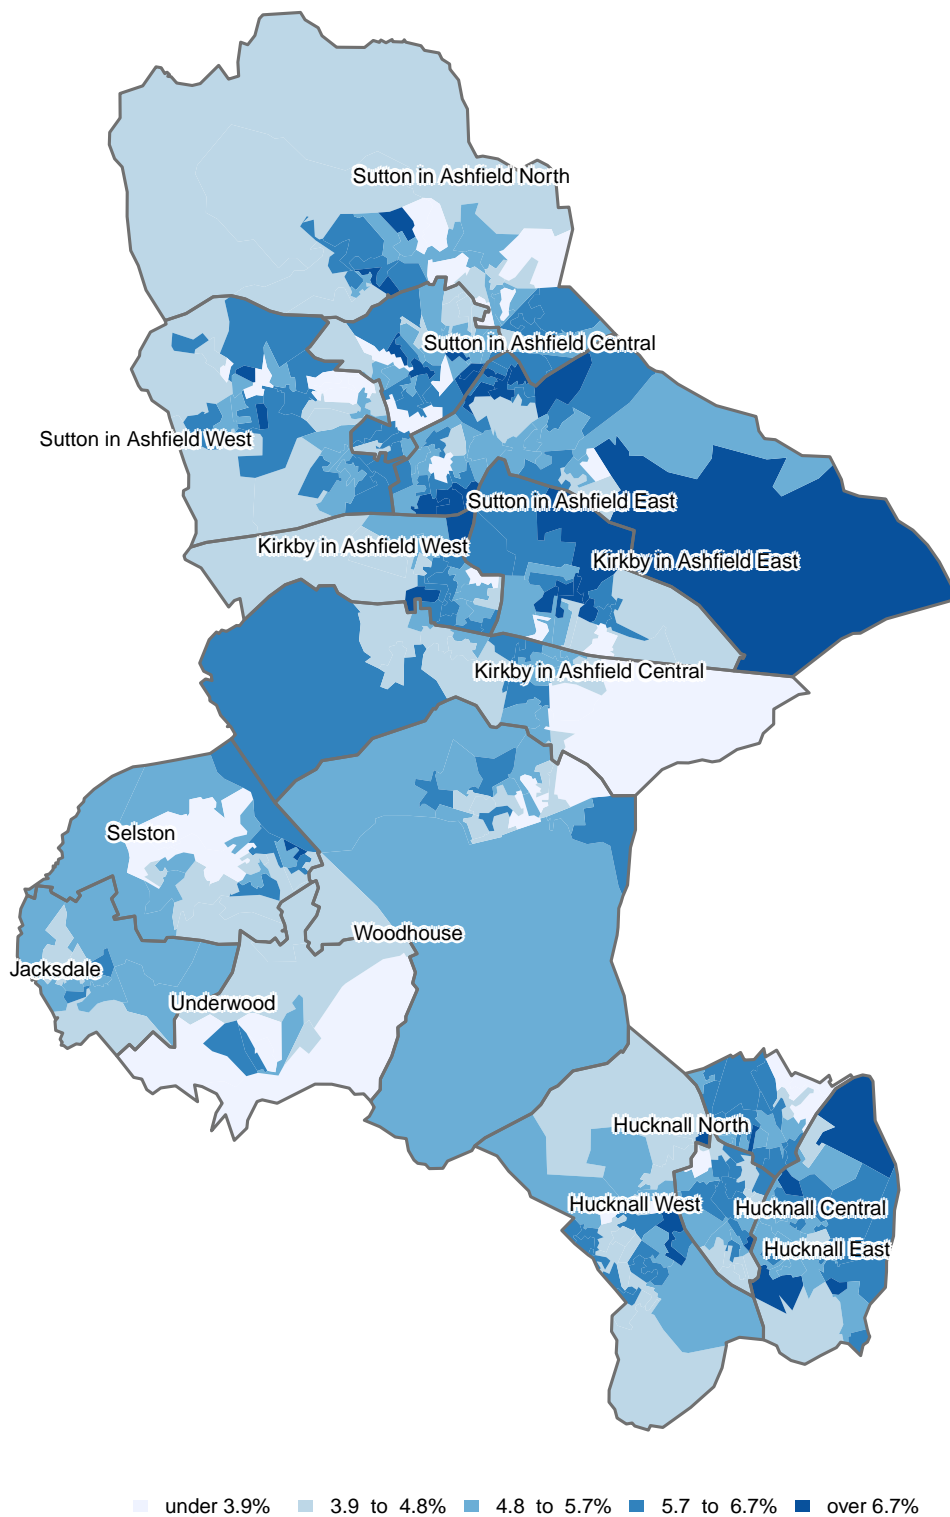 Sutton in Ashfield North
Sutton in Ashfield Central
Sutton in Ashfield West
Sutton in Ashfield East
Kirkby in Ashfield West
Kirkby in Ashfield East
Kirkby in Ashfield Central
Selston
Woodhouse
Jacksdale
Underwood
Hucknall North
Hucknall West
Hucknall Central
Hucknall East
under 3.9% 3.9 to 4.8% 4.8 to 5.7% 5.7 to 6.7% over 6.7%